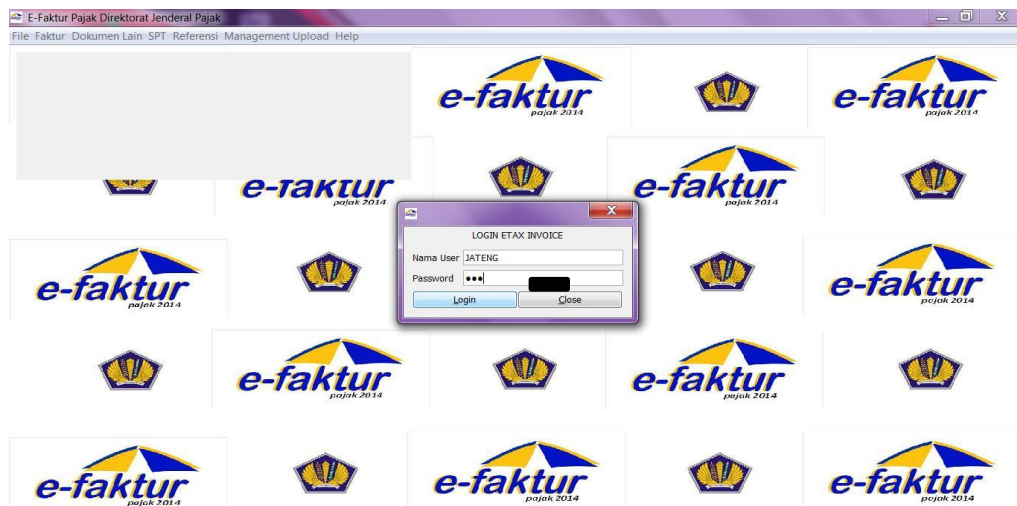 E-Faktur Pajak Direktorat Jenderal Pajak
File Faktur Dokumen Lain SPT Referensi Management Upload Help
e-faktur
pajak 2014
e-faktur
pajak 2014
e-faktur
pajak 2014
e-faktur
pajak 2014
LOGIN ETAX INVOICE
Nama User JATENG
Password
Login Close
e-faktur
pajak 2014
e-faktur
pajak 2014
e-faktur
pajak 2014
e-faktur
pajak 2014
e-faktur
pajak 2014
e-faktur
pajak 2014
e-faktur
pajak 2014